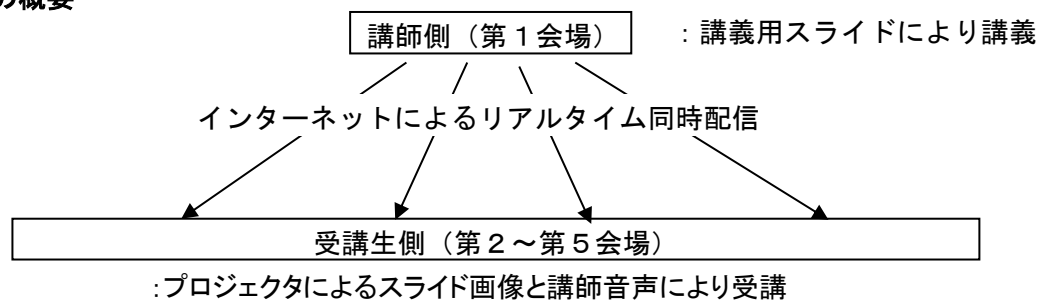 の概要
講師側（第１会場）　：講義用スライドにより講義
インターネットによるリアルタイム同時配信
受講生側（第２～第５会場）
：プロジェクタによるスライド画像と講師音声により受講